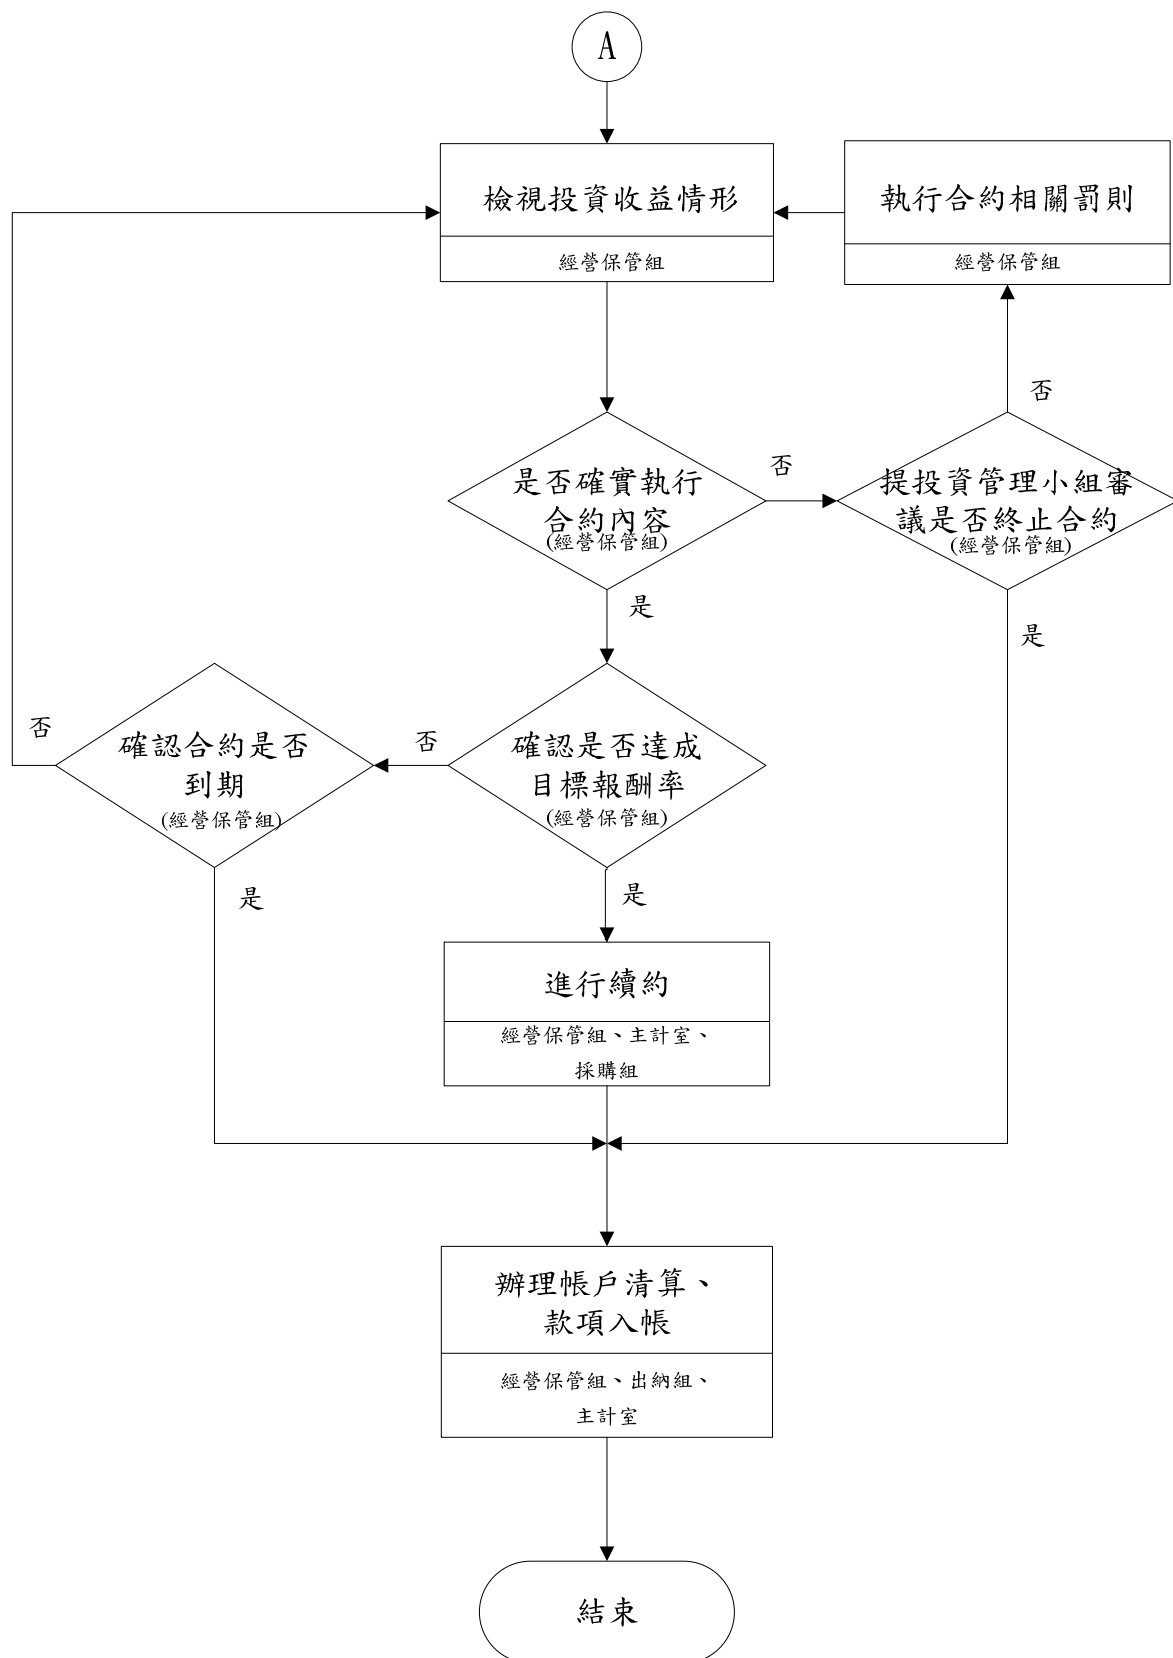 A
檢視投資收益情形
經營保管組
執行合約相關罰則
經營保管組
否
是否確實執行
合約內容
(經營保管組)
否
提投資管理小組審
議是否終止合約
(經營保管組)
是
是
否
確認合約是否
到期
(經營保管組)
否
確認是否達成
目標報酬率
(經營保管組)
是
是
進行續約
經營保管組、主計室、
採購組
辦理帳戶清算、
款項入帳
經營保管組、出納組、
主計室
結束